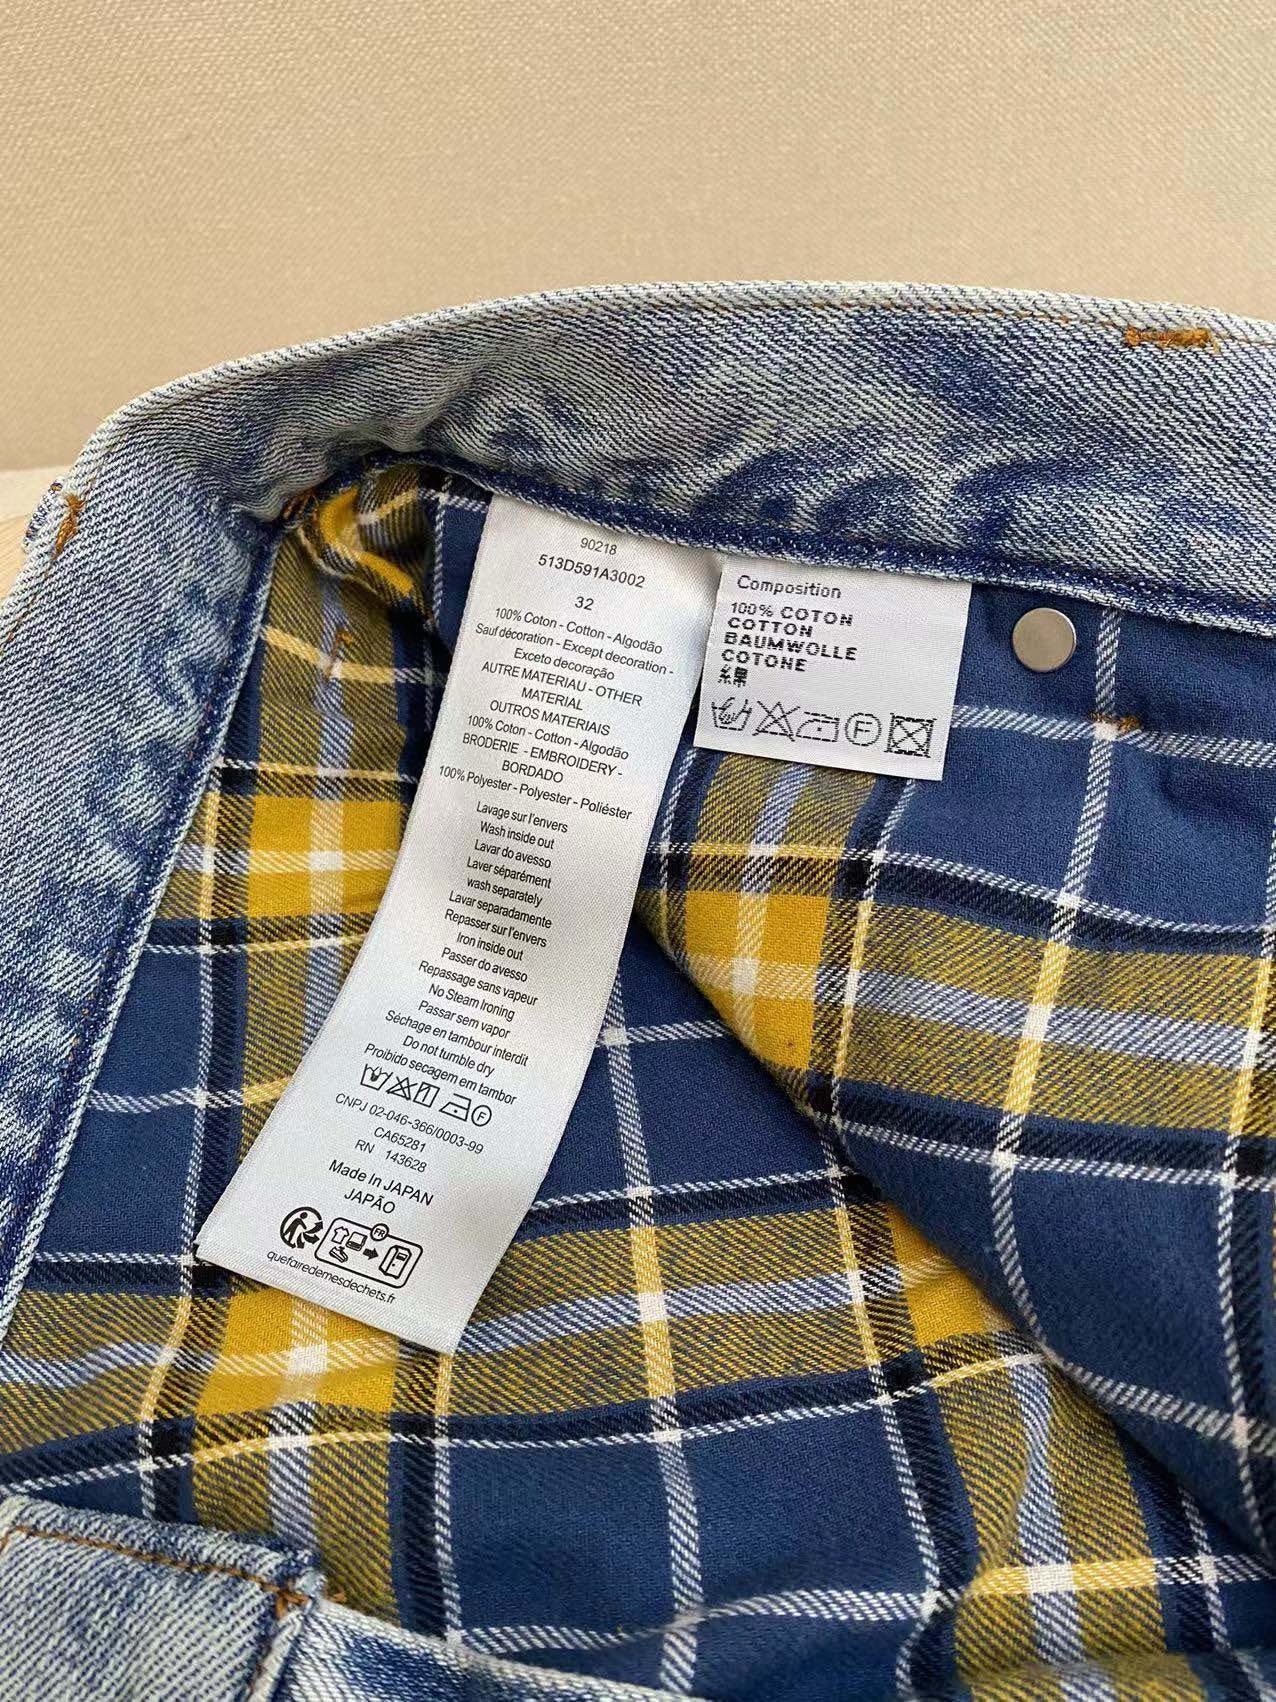 90218
513D591A3002
32
100% Coton - Cotton - Algodão
Sauf décoration - Except decoration -
Exceto decoração
AUTRE MATERIAU - OTHER
MATERIAL
OUTROS MATERIAIS
100% Coton - Cotton - Algodão
BRODERIE - EMBROIDERY -
BORDADO
100% Polyester - Polyester - Poliéster
Lavage sur l'envers
Wash inside out
Lavar do avesso
Laver séparément
wash separately
Lavar separadamente
Repasser sur l'envers
Iron inside out
Passer do avesso
Repassage sans vapeur
No Steam Ironing
Passar sem vapor
Séchage en tambour interdit
Do not tumble dry
Proibido secagem em tambor
F
CNPJ 02-046-366/0003-99
CA65281
RN 143628
Made In JAPAN
JAPÃO
FR
quefairedemesdechets.fr
Composition
100% COTON
COTTON
BAUMWOLLE
COTONE
綿
F